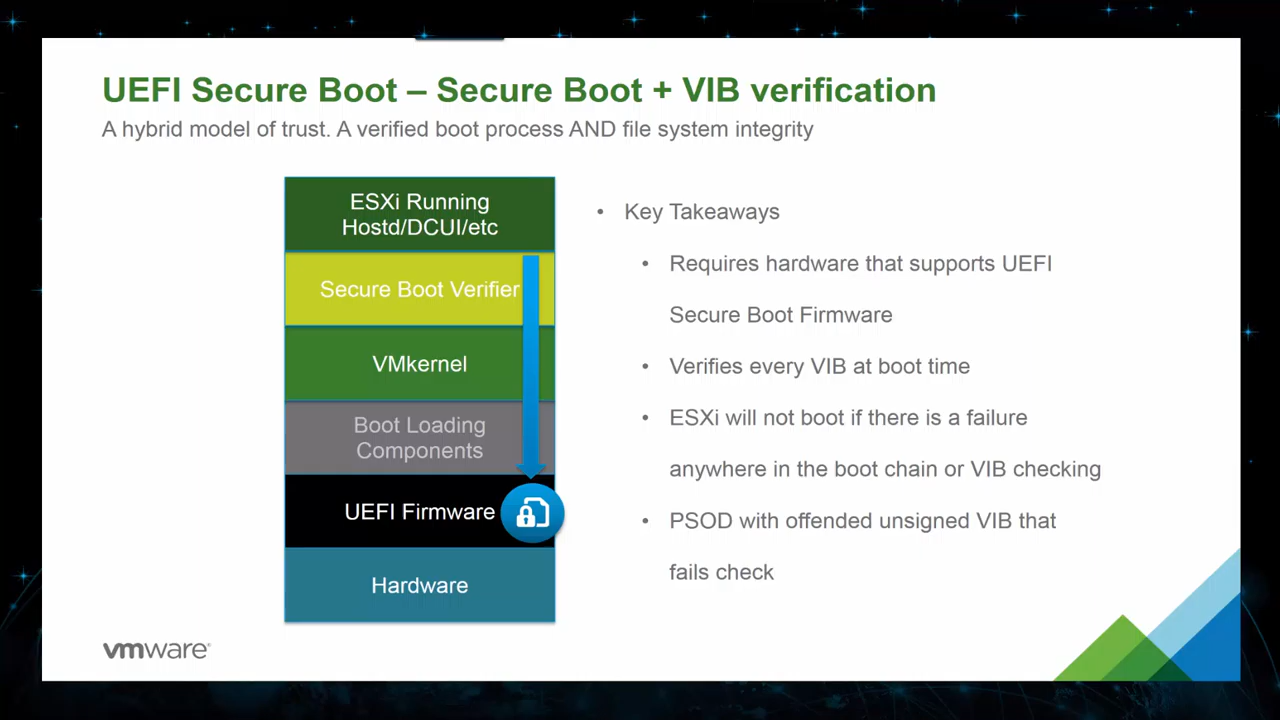 UEFI Secure Boot – Secure Boot + VIB verification
A hybrid model of trust. A verified boot process AND file system integrity
ESXi Running
Hostd/DCUI/etc
Secure Boot Verifier
VMkernel
Boot Loading
Components
UEFI Firmware
Hardware
• Key Takeaways
• Requires hardware that supports UEFI
Secure Boot Firmware
• Verifies every VIB at boot time
• ESXi will not boot if there is a failure
anywhere in the boot chain or VIB checking
• PSOD with offended unsigned VIB that
fails check
vmware®